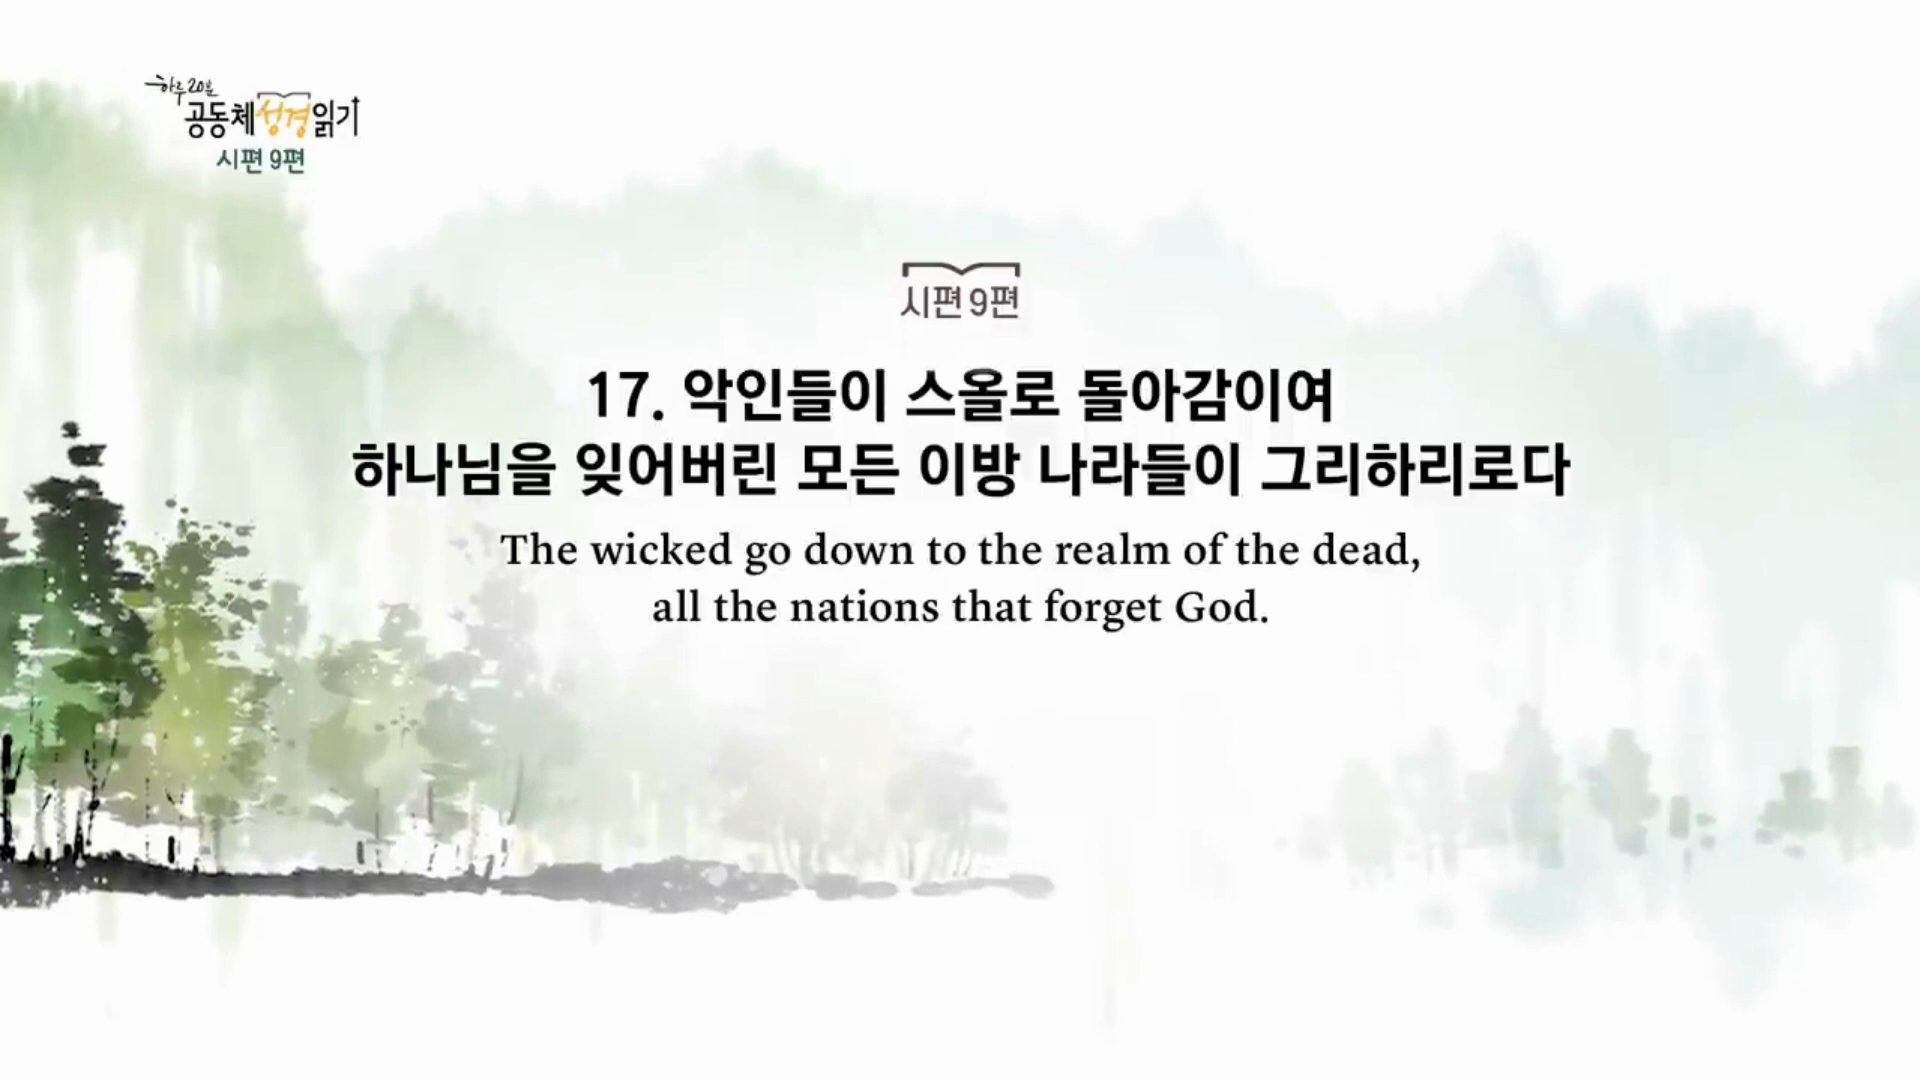 하루 20분
공동체성경읽기
시편 9편
시편 9편
17. 악인들이 스올로 돌아감이여
하나님을 잊어버린 모든 이방 나라들이 그리하리로다
The wicked go down to the realm of the dead,
all the nations that forget God.